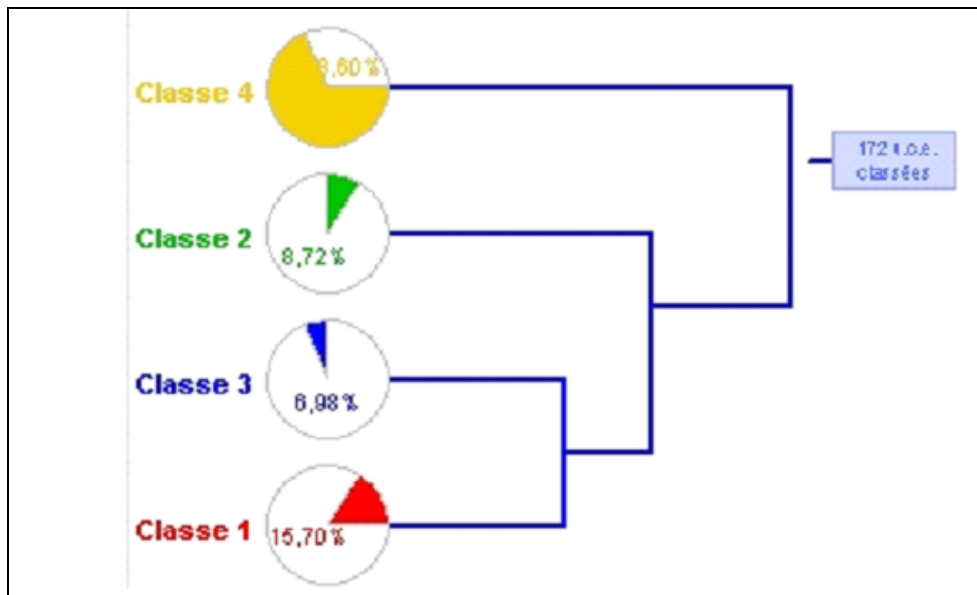 Classe 4
8,60 %
172 u.c.e.
classées
Classe 2
8,72 %
Classe 3
6,98 %
Classe 1
15,70 %